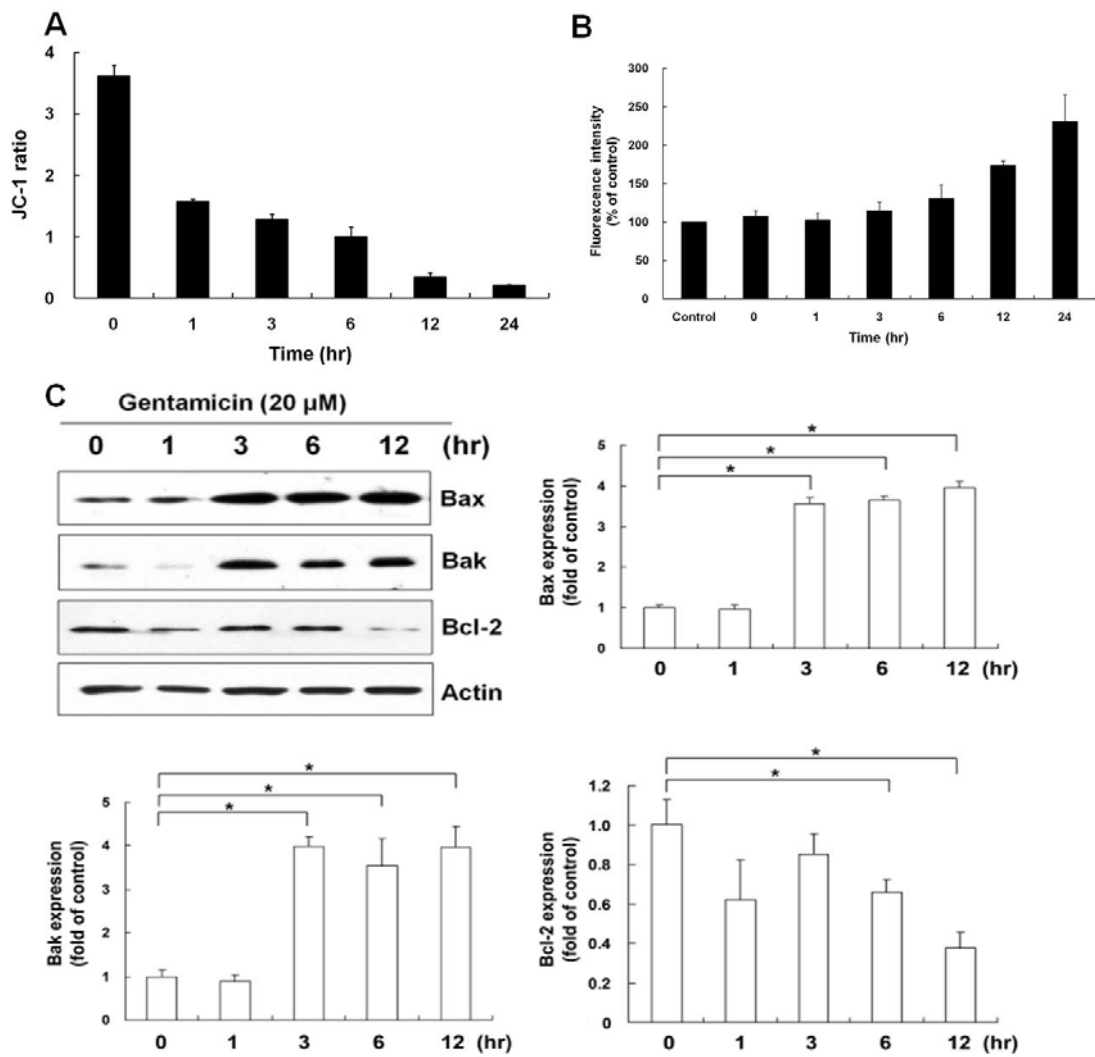 A
JC-1 ratio
4
3
2
1
0
0 1 3 6 12 24
Time (hr)
B
Fluorexcence intensity
(% of control)
300
250
200
150
100
50
0
Control 0 1 3 6 12 24
Time (hr)
C
Gentamicin (20 µM)
0 1 3 6 12 (hr)
Bax
Bak
Bcl-2
Actin
Bax expression
(fold of control)
5
4
3
2
1
0
*
*
*
0 1 3 6 12 (hr)
Bak expression
(fold of control)
5
4
3
2
1
0
*
*
*
0 1 3 6 12 (hr)
Bcl-2 expression
(fold of control)
1.2
1.0
0.8
0.6
0.4
0.2
0
*
*
0 1 3 6 12 (hr)